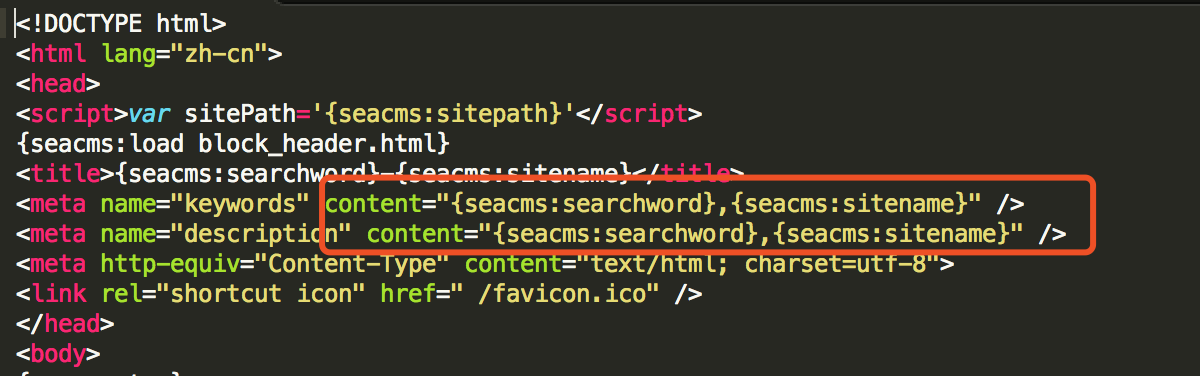 <!DOCTYPE html>
<html lang="zh-cn">
<head>
<script>var sitePath='{seacms:sitepath}'</script>
{seacms:load block_header.html}
<title>{seacms:searchword}-{seacms:sitename}</title>
<meta name="keywords" content="{seacms:searchword},{seacms:sitename}" />
<meta name="description" content="{seacms:searchword},{seacms:sitename}" />
<meta http-equiv="Content-Type" content="text/html; charset=utf-8">
<link rel="shortcut icon" href=" /favicon.ico" />
</head>
<body>